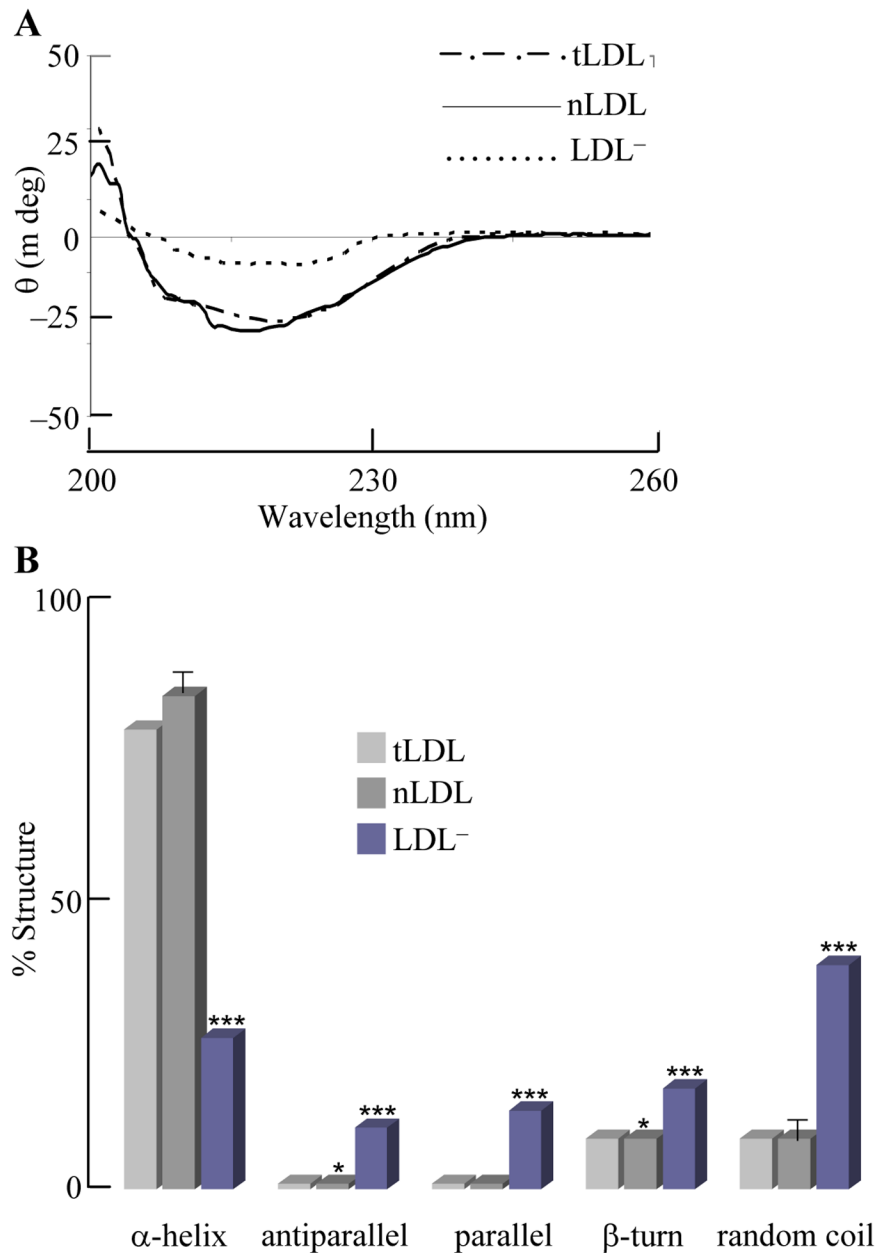 A
50
25
0
−25
−50
θ (m deg)
tLDL
nLDL
LDL⁻
200
230
260
Wavelength (nm)
B
100
50
0
% Structure
tLDL
nLDL
LDL⁻
***
*
***
***
*
***
***
α-helix
antiparallel
parallel
β-turn
random coil